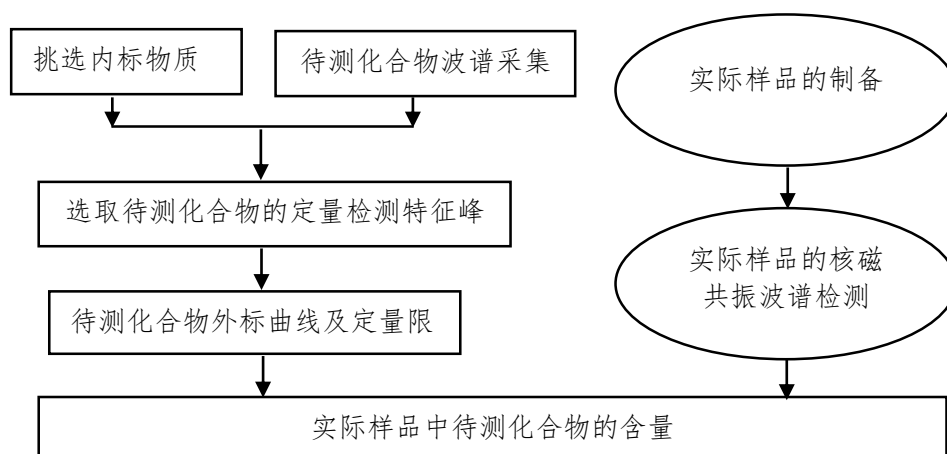 挑选内标物质
待测化合物波谱采集
实际样品的制备
选取待测化合物的定量检测特征峰
实际样品的核磁
共振波谱检测
待测化合物外标曲线及定量限
实际样品中待测化合物的含量